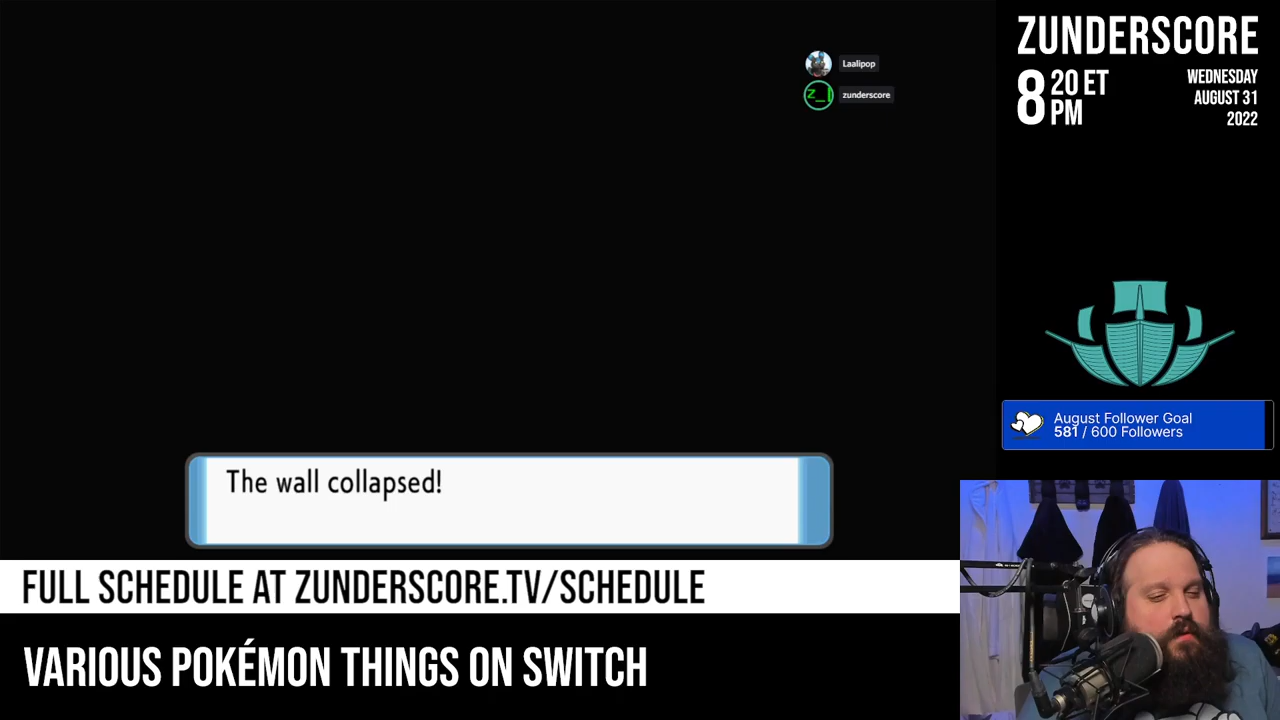 Laalipop
zunderscore
The wall collapsed!
FULL SCHEDULE AT ZUNDERSCORE.TV/SCHEDULE
VARIOUS POKÉMON THINGS ON SWITCH
ZUNDERSCORE
8 20 ET PM
WEDNESDAY
AUGUST 31
2022
August Follower Goal
581 / 600 Followers